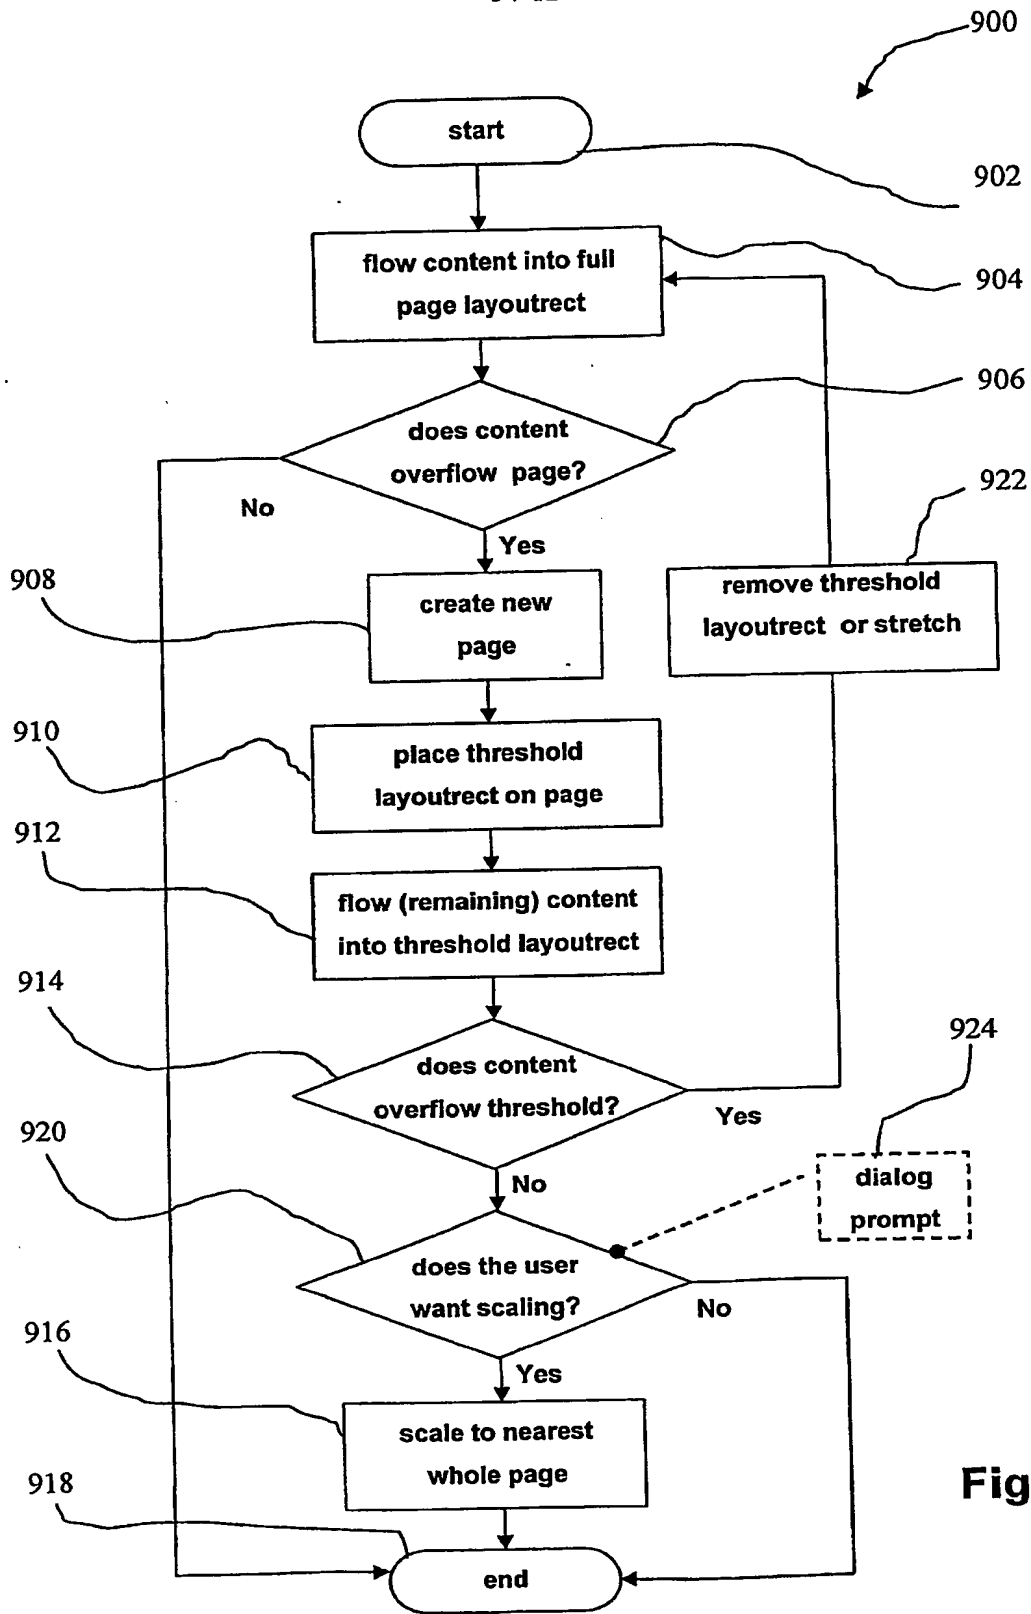 900
start
902
flow content into full
page layoutrect
904
does content
overflow page?
906
No
Yes
922
908
create new
page
remove threshold
layoutrect or stretch
910
place threshold
layoutrect on page
912
flow (remaining) content
into threshold layoutrect
914
does content
overflow threshold?
Yes
924
920
No
dialog
prompt
does the user
want scaling?
No
916
Yes
scale to nearest
whole page
918
Fig
end